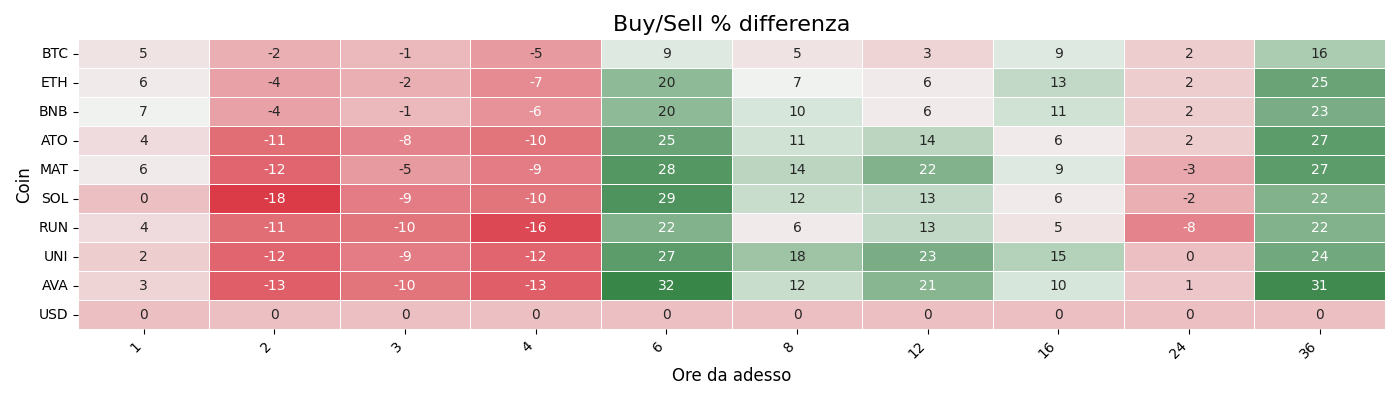 Buy/Sell % differenza
Coin
BTC 5 -2 -1 -5 9 5 3 9 2 16
ETH 6 -4 -2 -7 20 7 6 13 2 25
BNB 7 -4 -1 -6 20 10 6 11 2 23
ATO 4 -11 -8 -10 25 11 14 6 2 27
MAT 6 -12 -5 -9 28 14 22 9 -3 27
SOL 0 -18 -9 -10 29 12 13 6 -2 22
RUN 4 -11 -10 -16 22 6 13 5 -8 22
UNI 2 -12 -9 -12 27 18 23 15 0 24
AVA 3 -13 -10 -13 32 12 21 10 1 31
USD 0 0 0 0 0 0 0 0 0 0
1 2 3 4 6 8 12 16 24 36
Ore da adesso